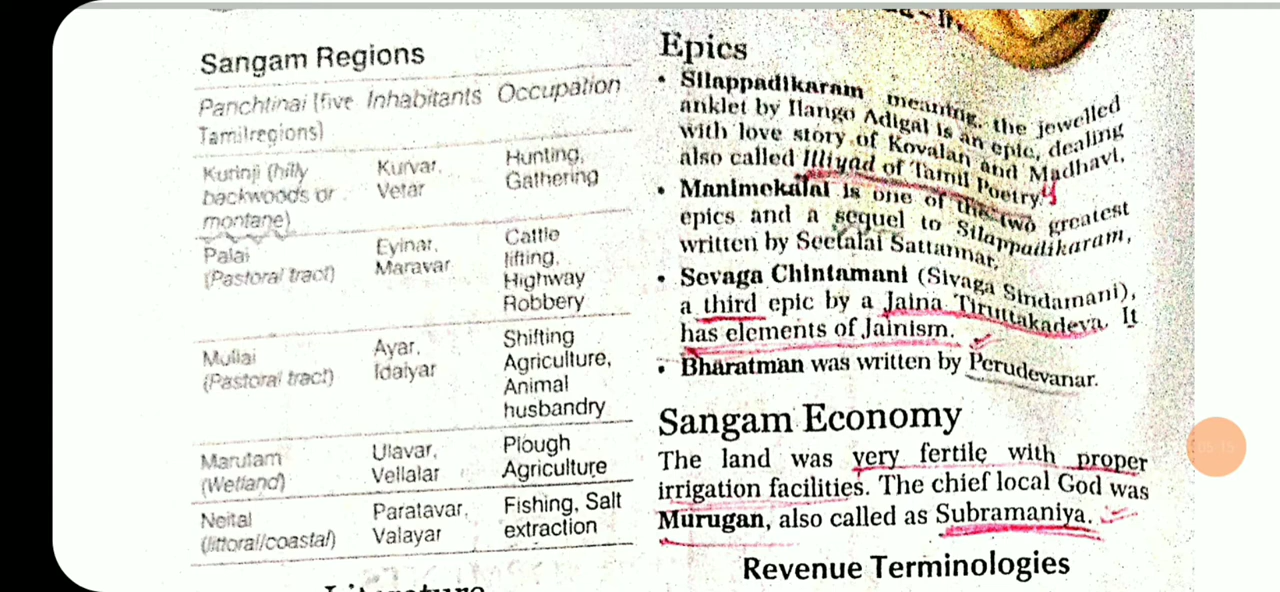 Sangam Regions
Panchtinai (five Inhabitants Occupation
Tamilregions)
Kurinji (hilly Kurvar, Hunting,
backwoods or Vetar Gathering
montane)
Palai Eyinar, Cattle
(Pastoral tract) Maravar lifting,
Highway
Robbery
Mullai Ayar, Shifting
(Pastoral tract) Idaiyar Agriculture,
Animal
husbandry
Marutam Ulavar, Plough
(Wetland) Vellalar Agriculture
Neital Paratavar, Fishing, Salt
(littoral/coastal) Valayar extraction
Epics
• Silappadikaram meaning, the jewelled
anklet by Ilango Adigal is an epic, dealing
with love story of Kovalan and Madhavi,
also called Illiyad of Tamil Poetry.
• Manimekalai is one of the two greatest
epics and a sequel to Silappadikaram,
written by Seetalai Sattannar,
• Sevaga Chintamani (Sivaga Sindamani),
a third epic by a Jaina Tiruttakadeva. It
has elements of Jainism.
• Bharatman was written by Perudevanar.
Sangam Economy
The land was very fertile with proper
irrigation facilities. The chief local God was
Murugan, also called as Subramaniya.
Revenue Terminologies